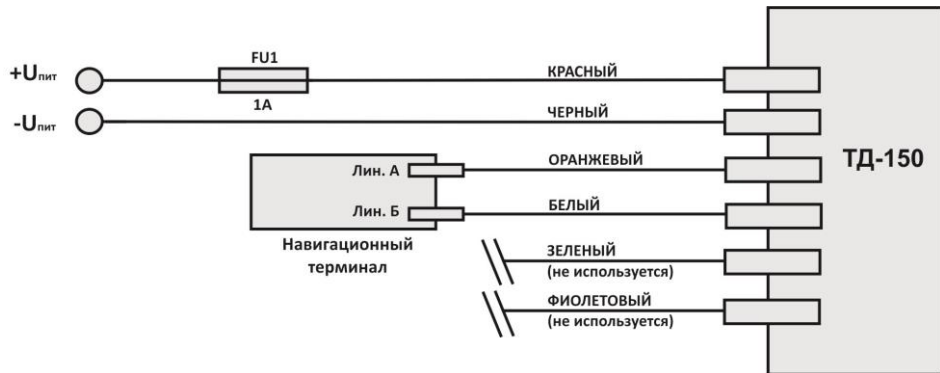 FU1
+Uпит
1А
КРАСНЫЙ
-Uпит
ЧЕРНЫЙ
ОРАНЖЕВЫЙ
ТД-150
Лин. А
БЕЛЫЙ
Лин. Б
Навигационный
терминал
ЗЕЛЕНЫЙ
(не используется)
ФИОЛЕТОВЫЙ
(не используется)